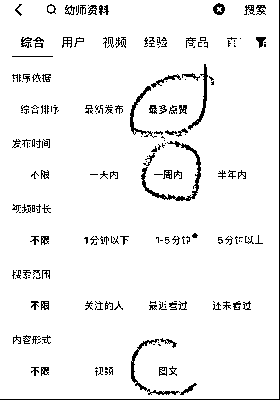 幼师资料 搜索
综合 用户 视频 经验 商品
排序依据
综合排序 最新发布 最多点赞
发布时间
不限 一天内 一周内 半年内
视频时长
不限 1分钟以下 1-5分钟 5分钟以上
搜索范围
不限 关注的人 最近看过 还未看过
内容形式
不限 视频 图文